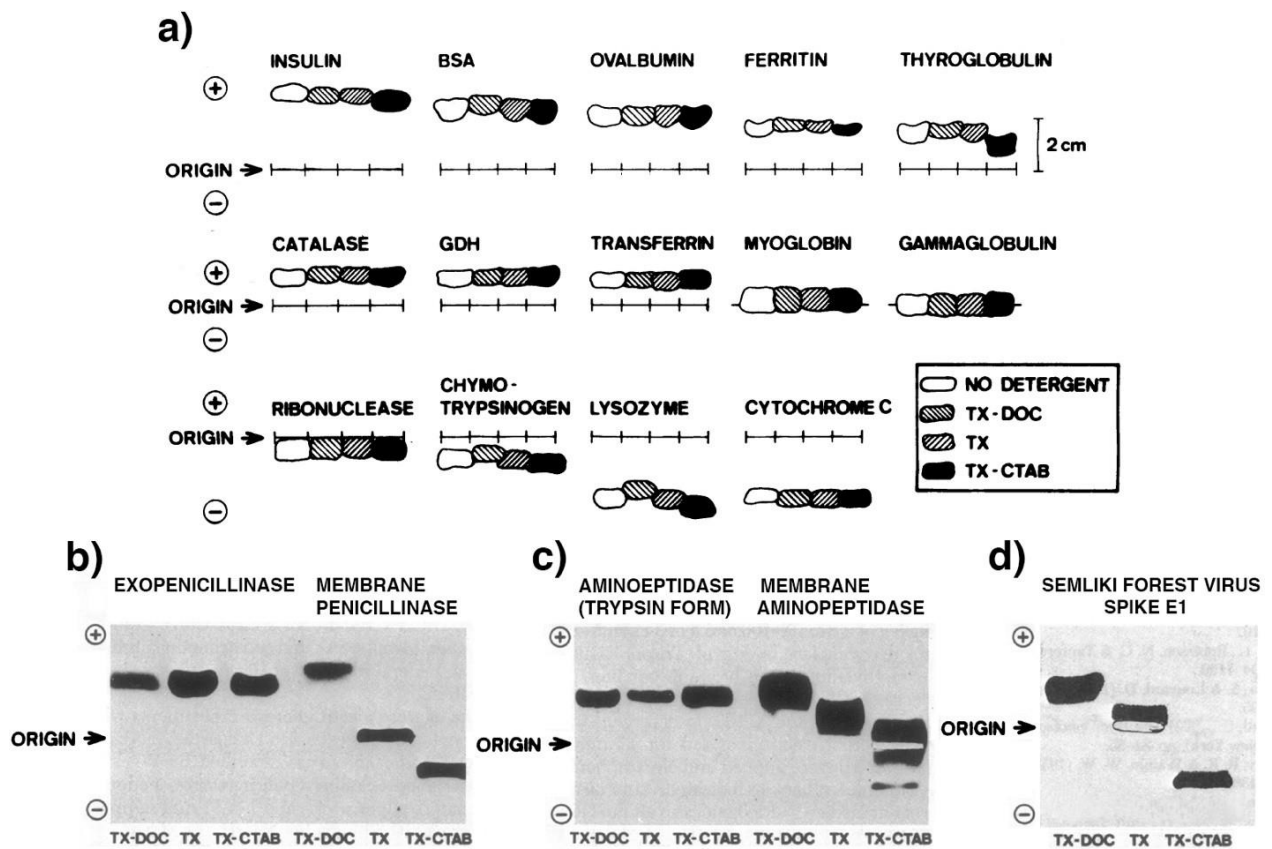 a)
INSULIN BSA OVALBUMIN FERRITIN THYROGLOBULIN
+
2 cm
ORIGIN
−
CATALASE GDH TRANSFERRIN MYOGLOBIN GAMMAGLOBULIN
+
ORIGIN
−
CHYMO-
RIBONUCLEASE TRYPSINOGEN LYSOZYME CYTOCHROME C
+
ORIGIN
−
NO DETERGENT
TX-DOC
TX
TX-CTAB
b)
EXOPENICILLINASE MEMBRANE
PENICILLINASE
+
ORIGIN
−
TX-DOC TX TX-CTAB TX-DOC TX TX-CTAB
c)
AMINOEPTIDASE MEMBRANE
(TRYPSIN FORM) AMINOPEPTIDASE
+
ORIGIN
−
TX-DOC TX TX-CTAB TX-DOC TX TX-CTAB
d)
SEMLIKI FOREST VIRUS
SPIKE E1
+
ORIGIN
−
TX-DOC TX TX-CTAB